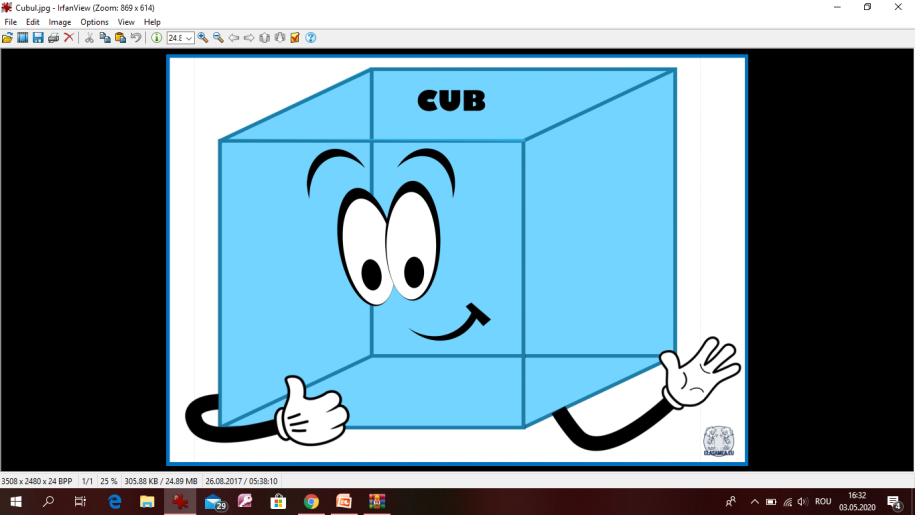 Cubul.jpg - IrfanView (Zoom: 869 x 614)
File Edit Image Options View Help
CUB
3508 x 2480 x 24 BPP 1/1 25 % 305.88 KB / 24.89 MB 26.08.2017 / 05:38:10
29
ROU
16:32
03.05.2020
4